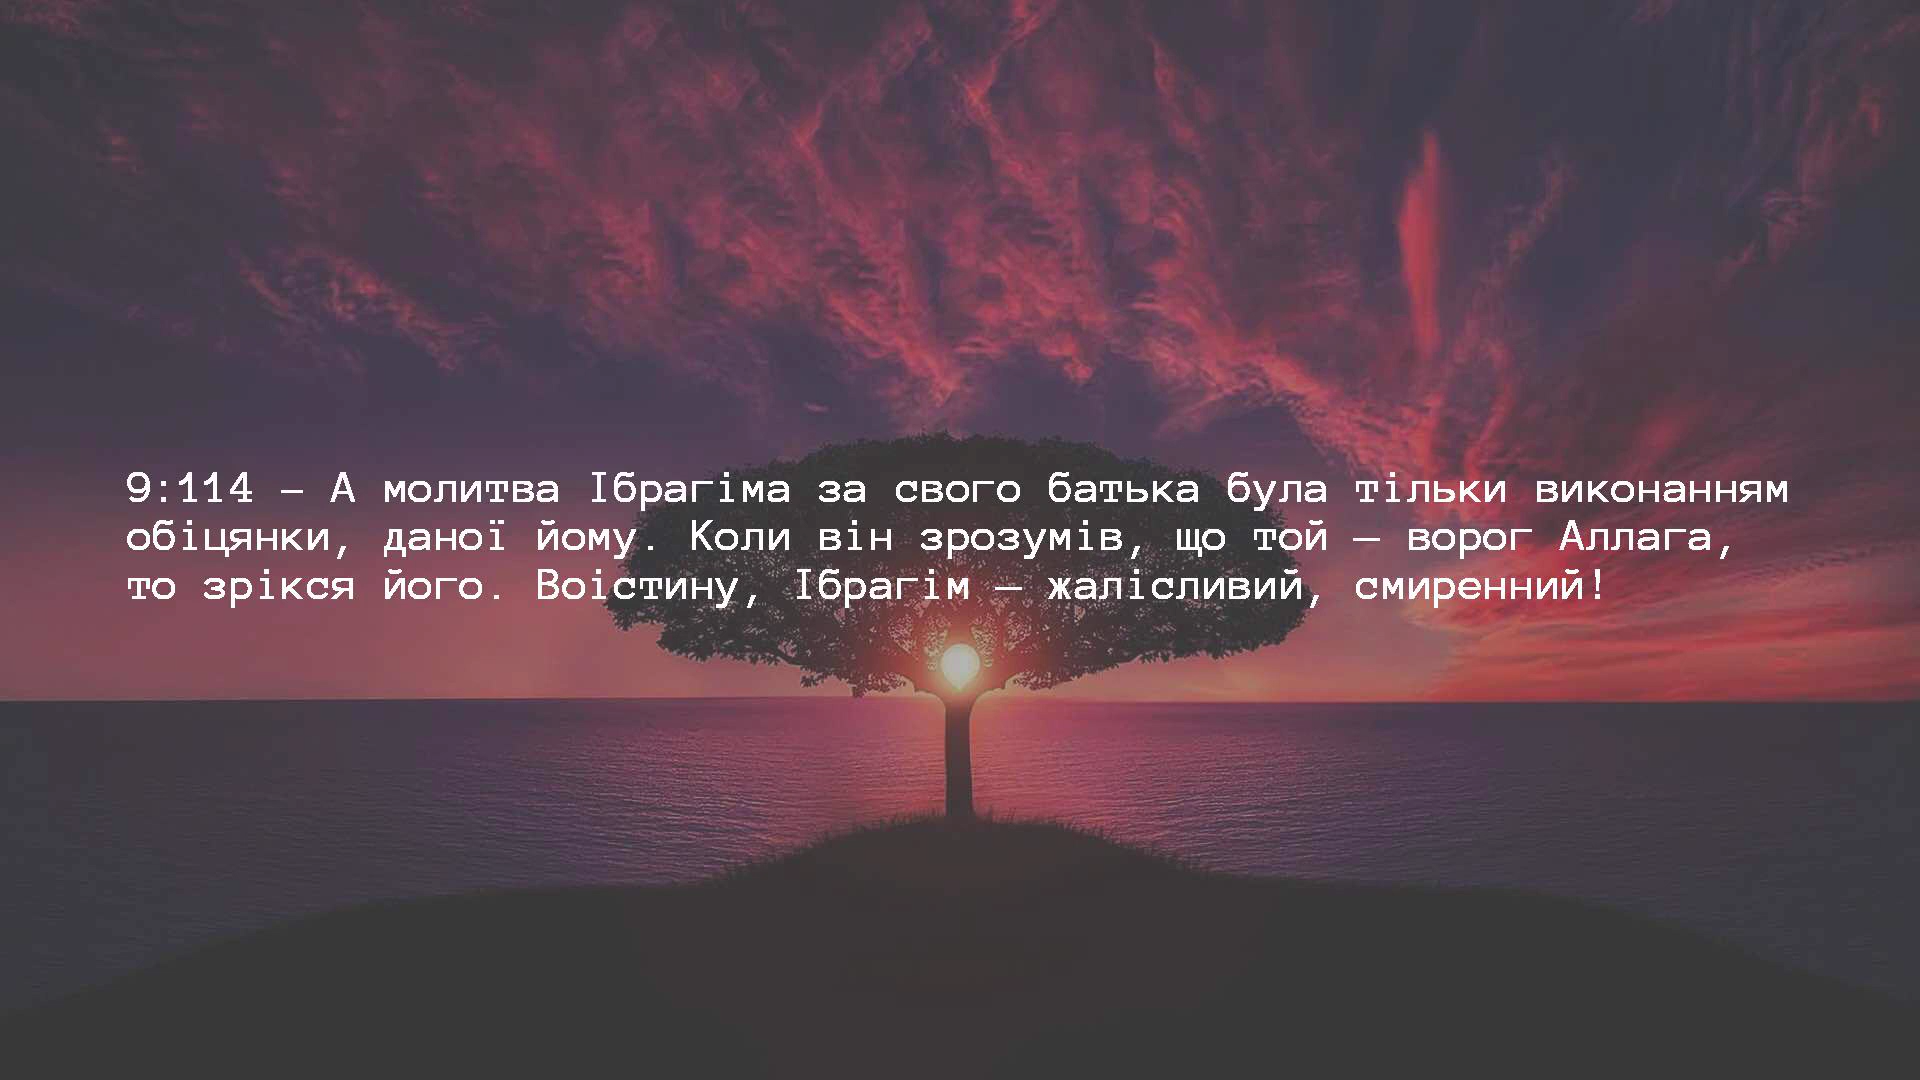 9:114 – А молитва Ібрагіма за свого батька була тільки виконанням
обіцянки, даної йому. Коли він зрозумів, що той – ворог Аллага,
то зрікся його. Воістину, Ібрагім – жалісливий, смиренний!